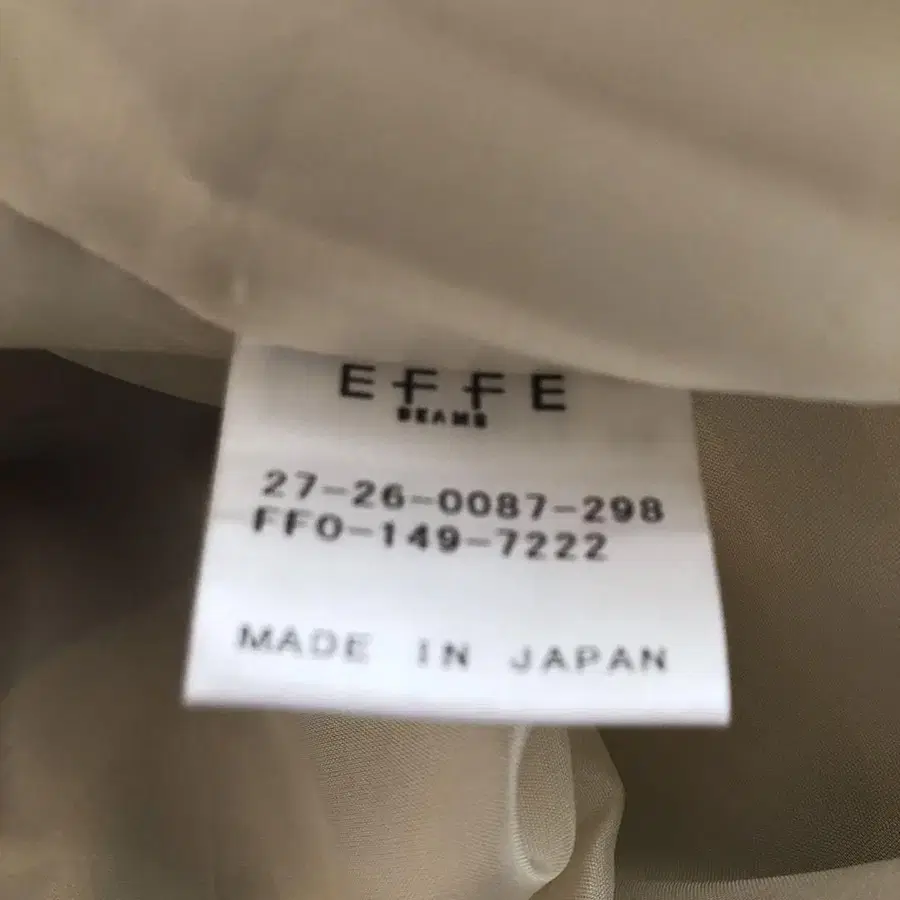 EFFE
BEAMS
27-26-0087-298
FF0-149-7222
MADE IN JAPAN